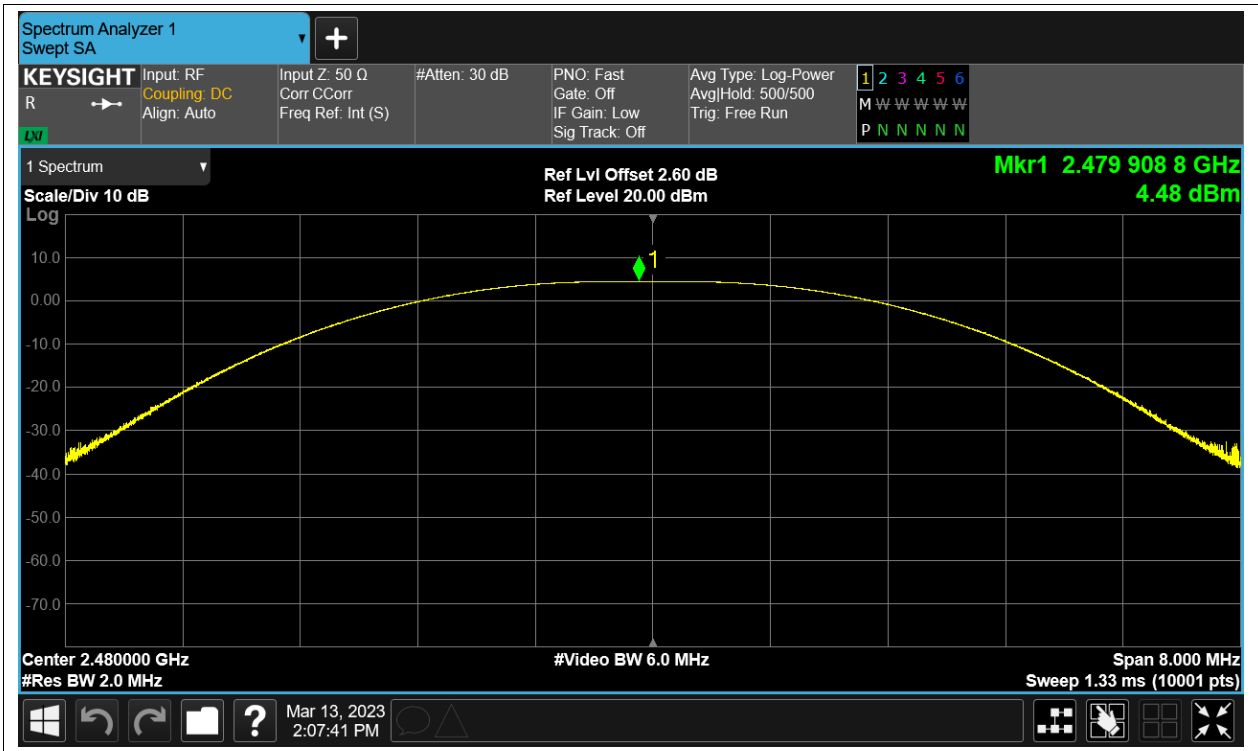 Spectrum Analyzer 1
Swept SA
KEYSIGHT
R
LXI
Input: RF
Coupling: DC
Align: Auto
Input Z: 50 Ω
Corr CCorr
Freq Ref: Int (S)
#Atten: 30 dB
PNO: Fast
Gate: Off
IF Gain: Low
Sig Track: Off
Avg Type: Log-Power
Avg|Hold: 500/500
Trig: Free Run
1 2 3 4 5 6
M W W W W W
P N N N N N
1 Spectrum
Scale/Div 10 dB
Log
Ref Lvl Offset 2.60 dB
Ref Level 20.00 dBm
Mkr1 2.479 908 8 GHz
4.48 dBm
1
10.0
0.00
-10.0
-20.0
-30.0
-40.0
-50.0
-60.0
-70.0
Center 2.480000 GHz
#Res BW 2.0 MHz
#Video BW 6.0 MHz
Span 8.000 MHz
Sweep 1.33 ms (10001 pts)
?
Mar 13, 2023
2:07:41 PM